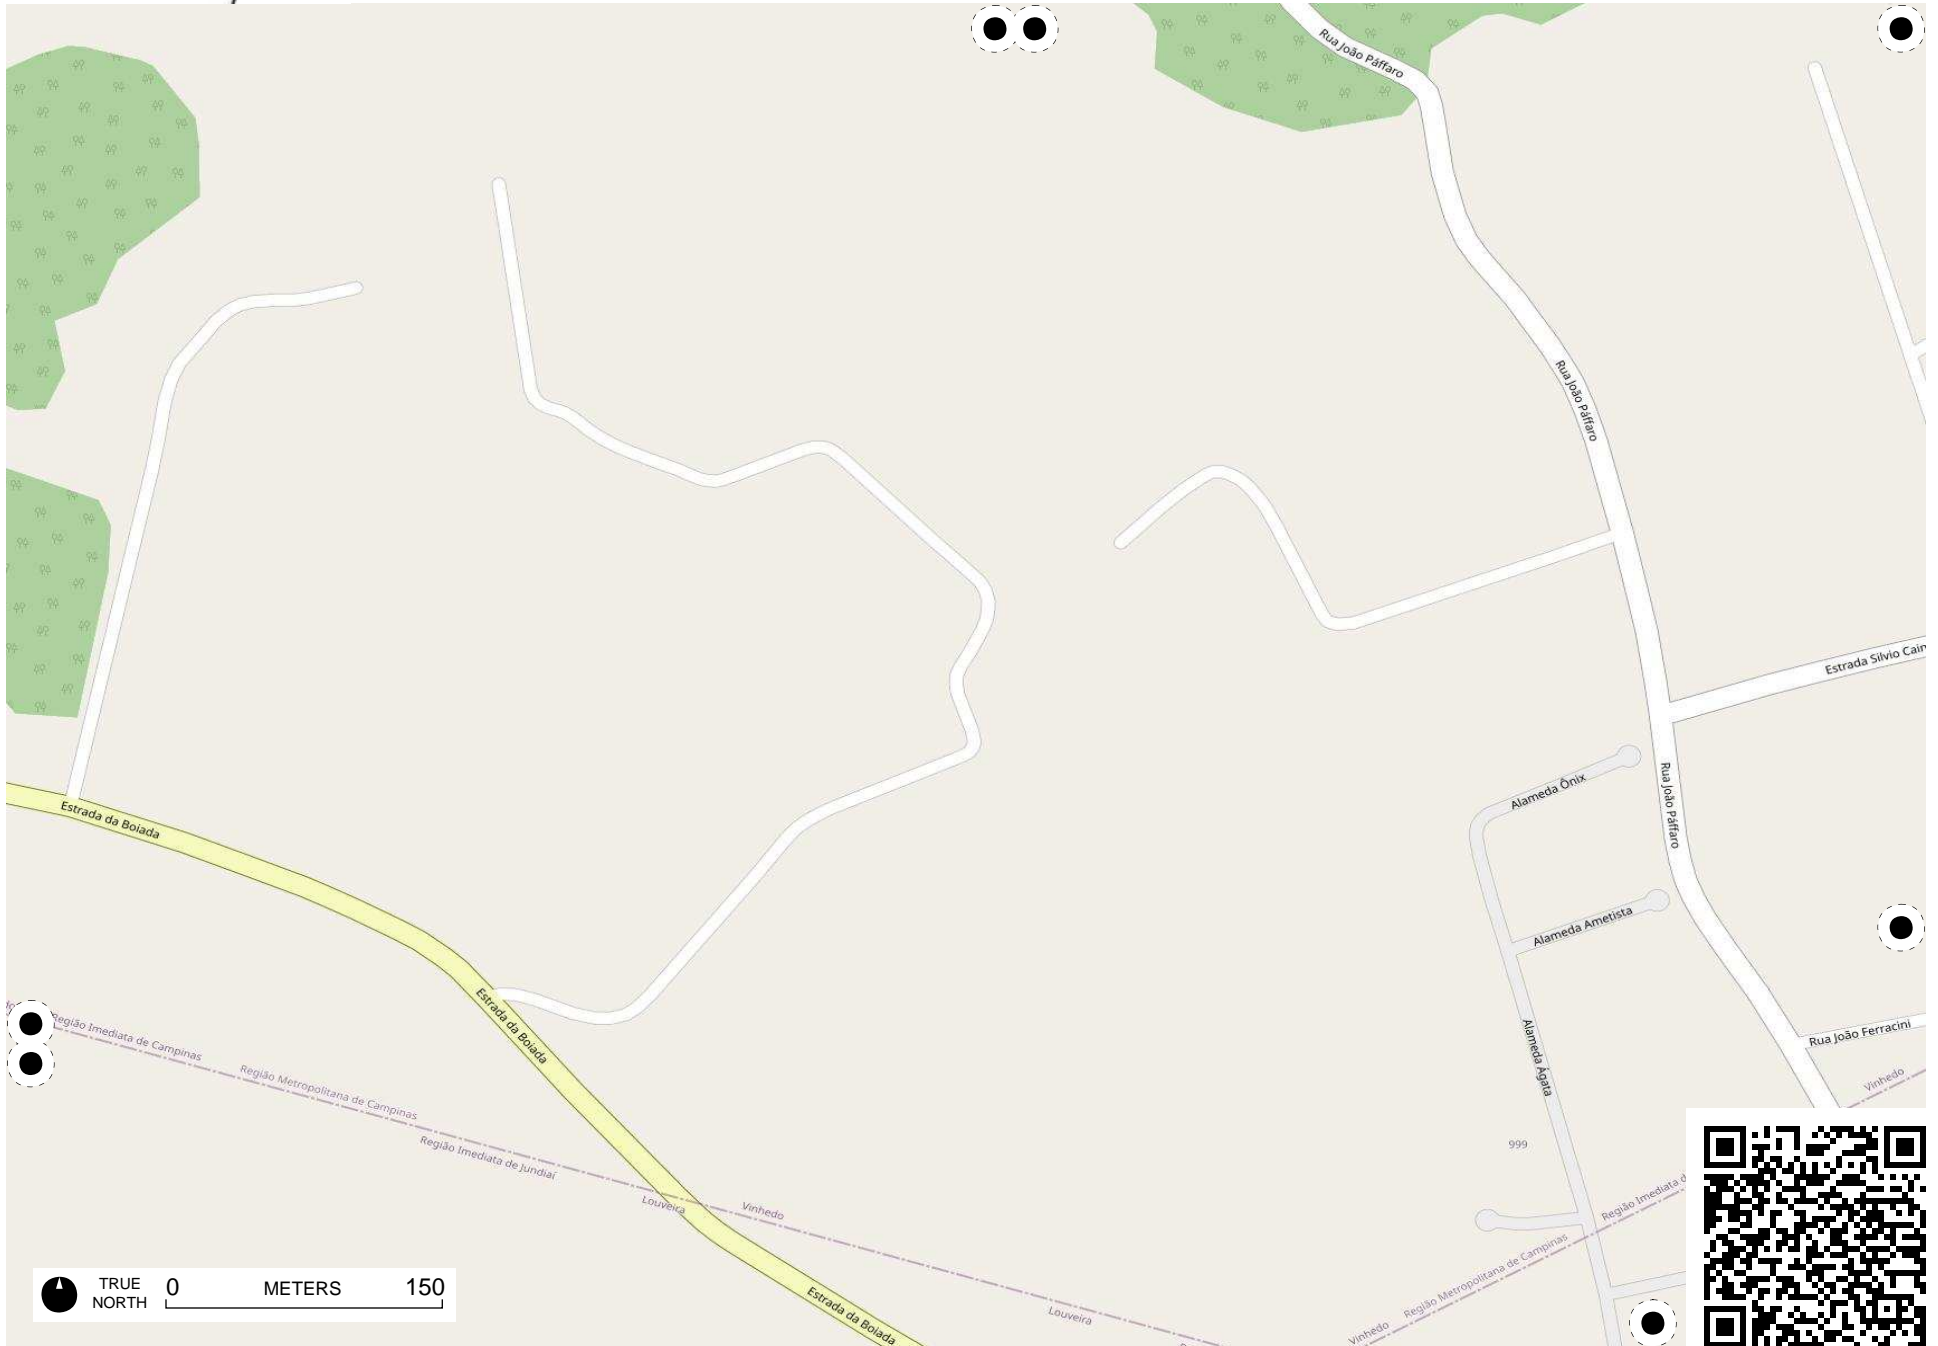 Rua João Páffaro
Rua João Páffaro
Estrada Silvio Cain
Alameda Ônix
Rua João Páffaro
Estrada da Boiada
Alameda Ametista
Estrada da Boiada
Região Imediata de Campinas
Alameda Ágata
Rua João Ferracini
Região Metropolitana de Campinas
Vinhedo
Região Imediata de Jundiaí
999
Louveira
Vinhedo
Região Imediata d
Região Metropolitana de Campinas
TRUE NORTH
0 METERS 150
Estrada da Boiada
Louveira
Vinhedo